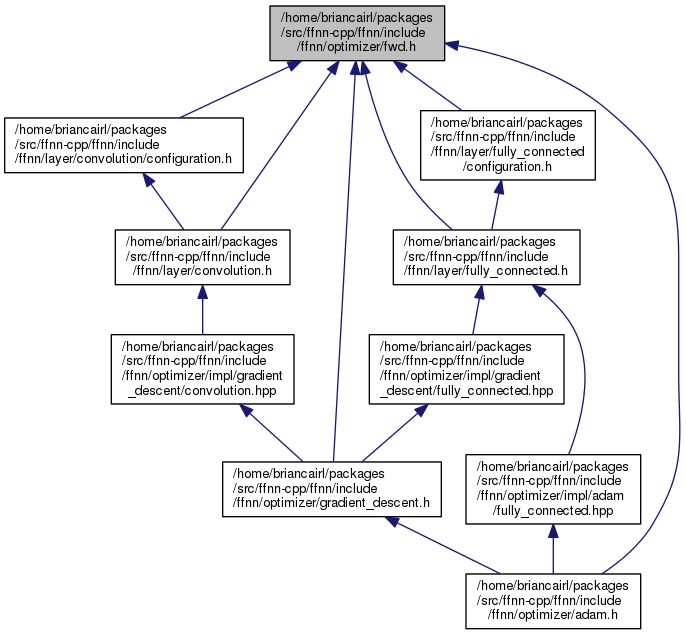 /home/briancairl/packages
/src/ffnn-cpp/ffnn/include
/ffnn/optimizer/fwd.h
/home/briancairl/packages
/src/ffnn-cpp/ffnn/include
/ffnn/layer/convolution/configuration.h
/home/briancairl/packages
/src/ffnn-cpp/ffnn/include
/ffnn/layer/fully_connected
/configuration.h
/home/briancairl/packages
/src/ffnn-cpp/ffnn/include
/ffnn/layer/convolution.h
/home/briancairl/packages
/src/ffnn-cpp/ffnn/include
/ffnn/layer/fully_connected.h
/home/briancairl/packages
/src/ffnn-cpp/ffnn/include
/ffnn/optimizer/impl/gradient
_descent/convolution.hpp
/home/briancairl/packages
/src/ffnn-cpp/ffnn/include
/ffnn/optimizer/impl/gradient
_descent/fully_connected.hpp
/home/briancairl/packages
/src/ffnn-cpp/ffnn/include
/ffnn/optimizer/gradient_descent.h
/home/briancairl/packages
/src/ffnn-cpp/ffnn/include
/ffnn/optimizer/impl/adam
/fully_connected.hpp
/home/briancairl/packages
/src/ffnn-cpp/ffnn/include
/ffnn/optimizer/adam.h